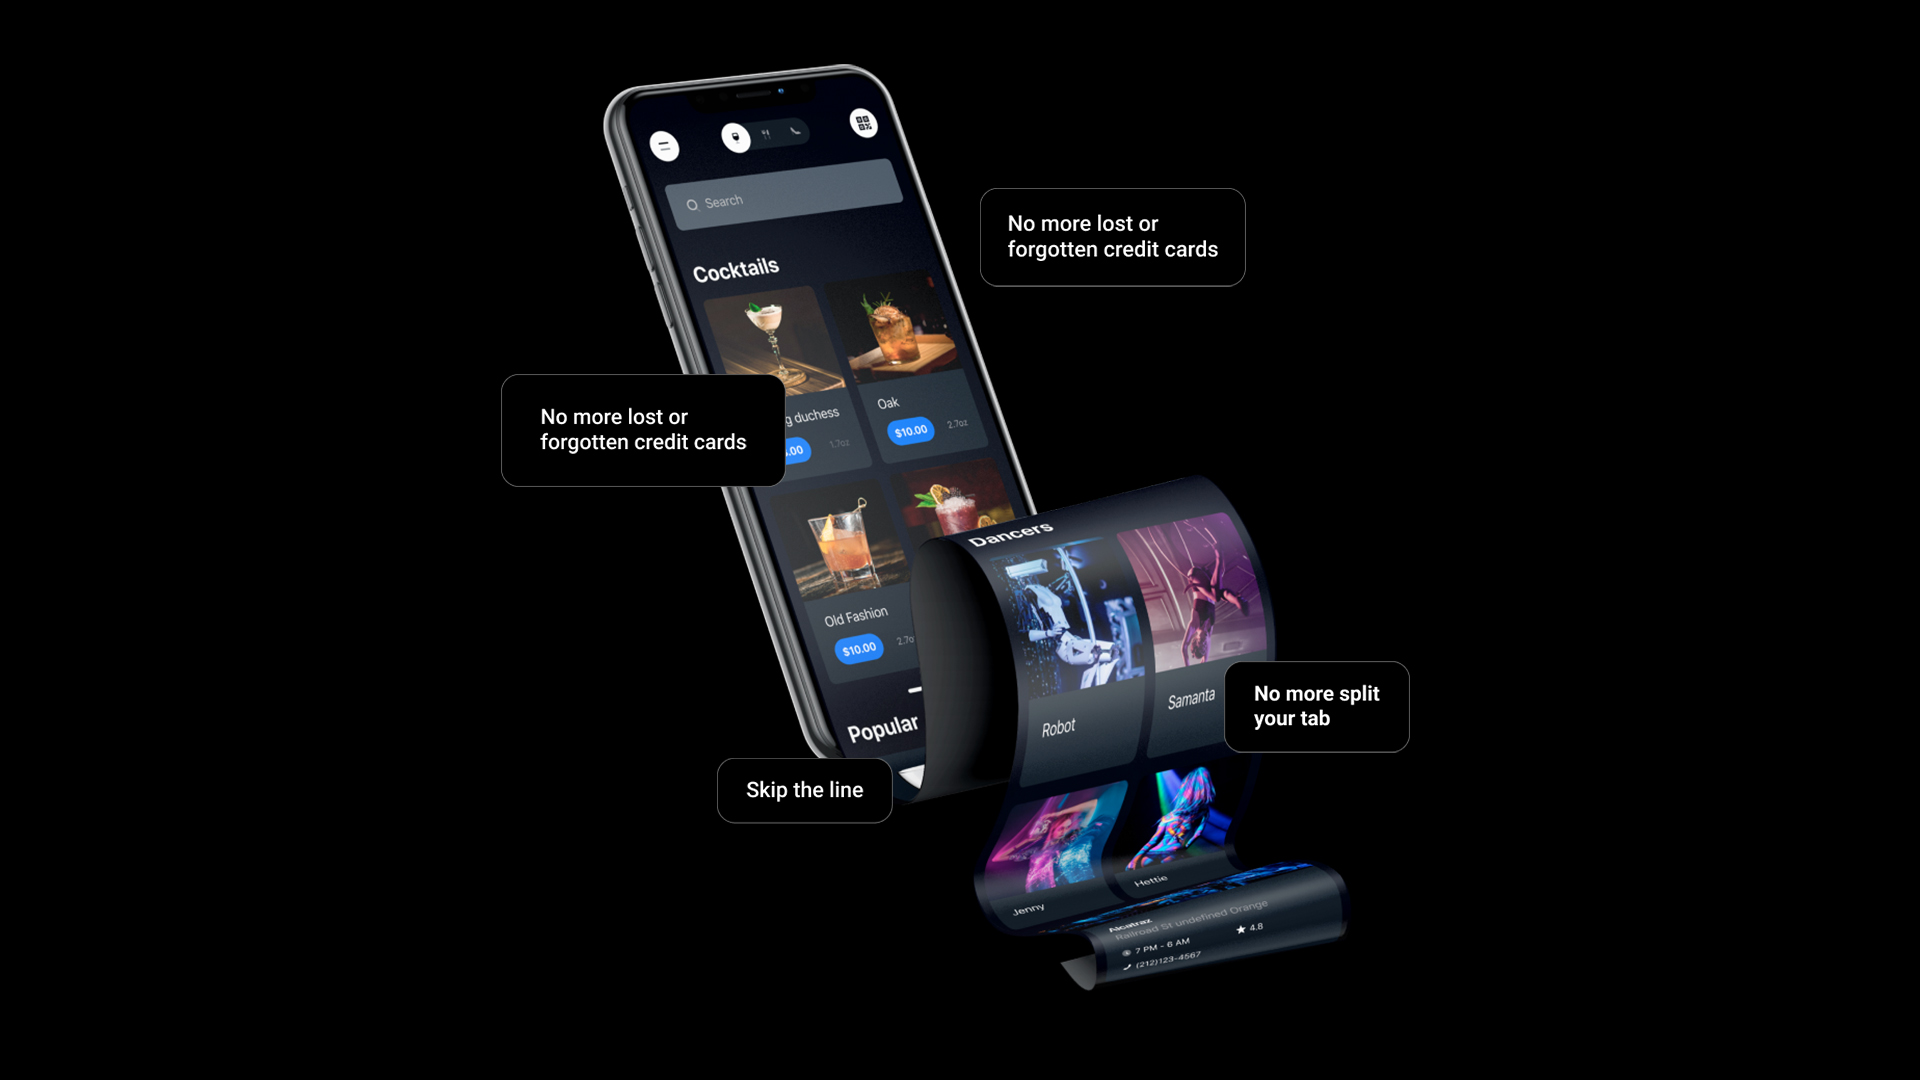 Search
Cocktails
No more lost or
forgotten credit cards
No more lost or
forgotten credit cards
duchess
.00
1.7oz
Oak
$10.00
2.7oz
Old Fashion
$10.00
Popular
Skip the line
Dancers
Robot
Samanta
No more split
your tab
Jenny
Hettie
Alcatraz
Railroad St undefined Orange
7 PM - 6 AM
4.8
(212)123-4567